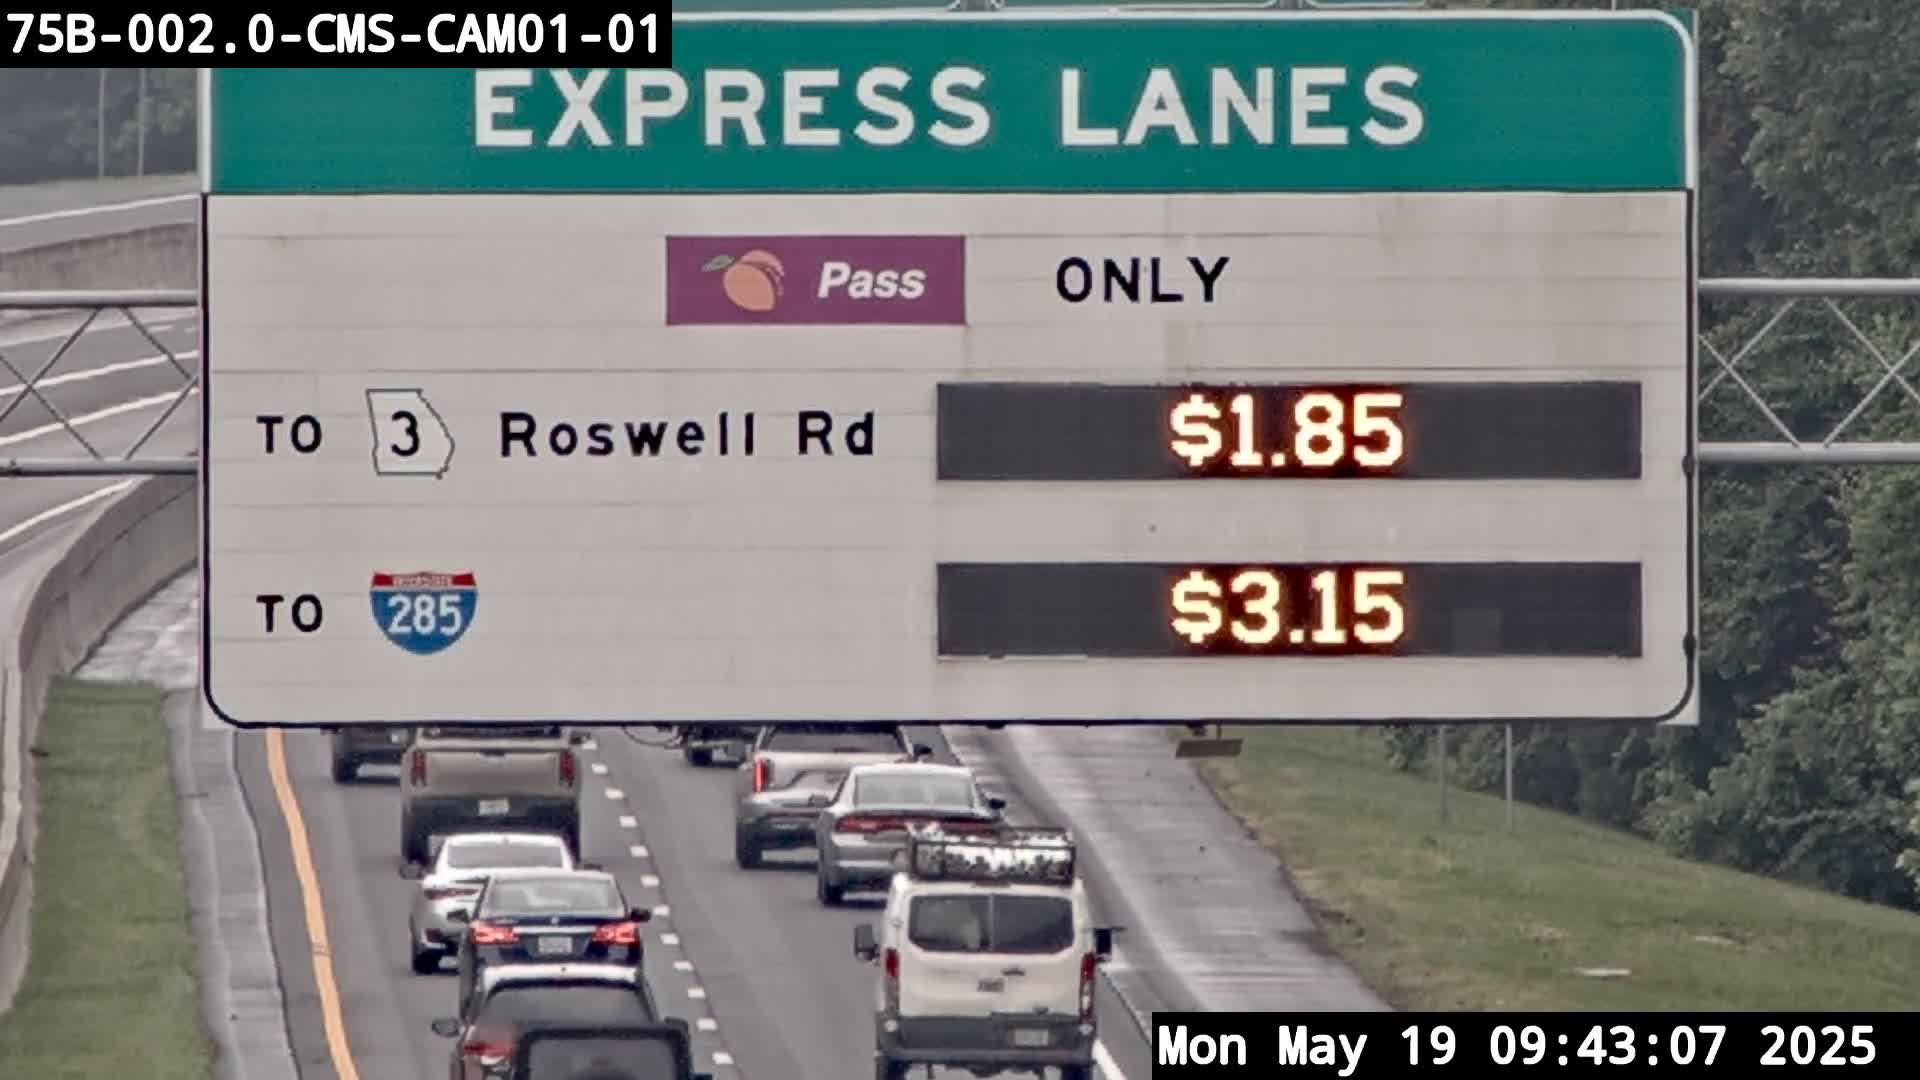 75B-002.0-CMS-CAM01-01
EXPRESS LANES
Pass ONLY
TO 3 Roswell Rd $1.85
INTERSTATE
TO 285 $3.15
Mon May 19 09:43:07 2025